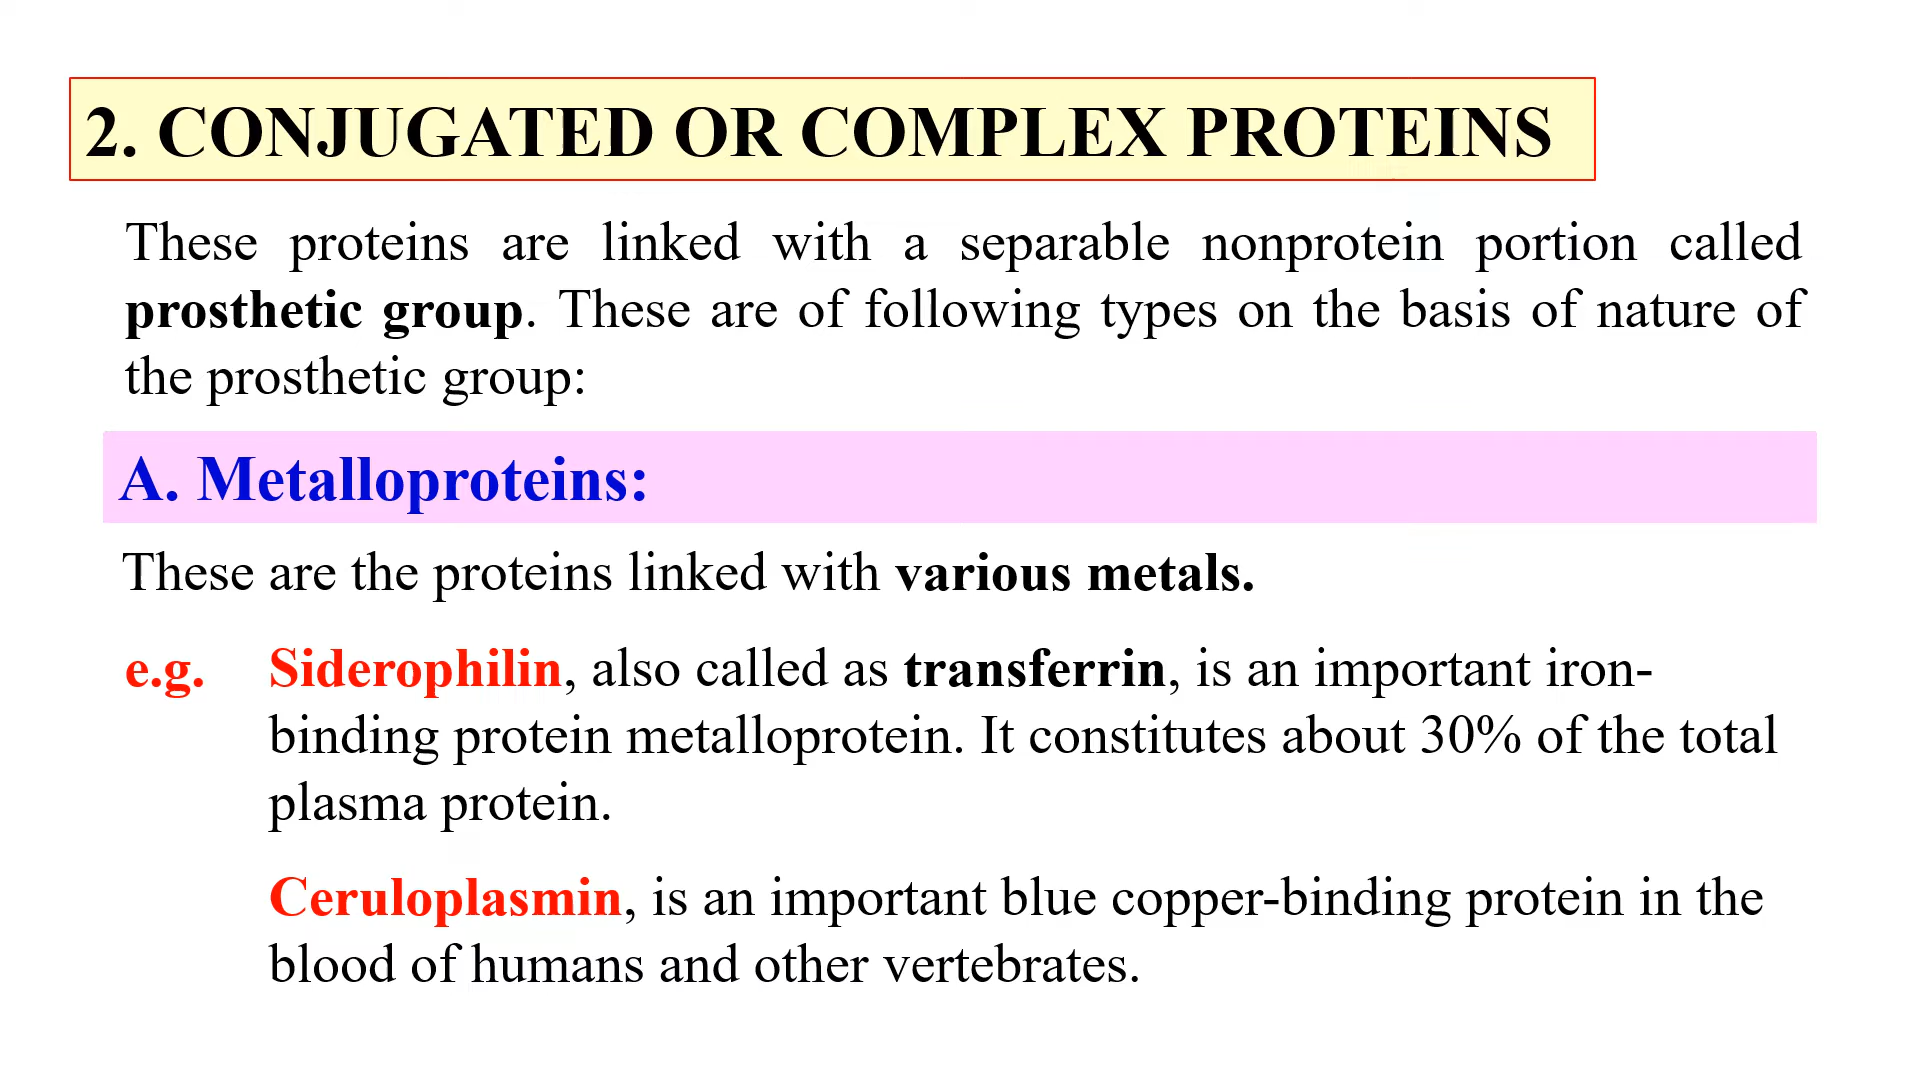 2. CONJUGATED OR COMPLEX PROTEINS
These proteins are linked with a separable nonprotein portion called
prosthetic group. These are of following types on the basis of nature of
the prosthetic group:
A. Metalloproteins:
These are the proteins linked with various metals.
e.g. Siderophilin, also called as transferrin, is an important iron-
binding protein metalloprotein. It constitutes about 30% of the total
plasma protein.
Ceruloplasmin, is an important blue copper-binding protein in the
blood of humans and other vertebrates.